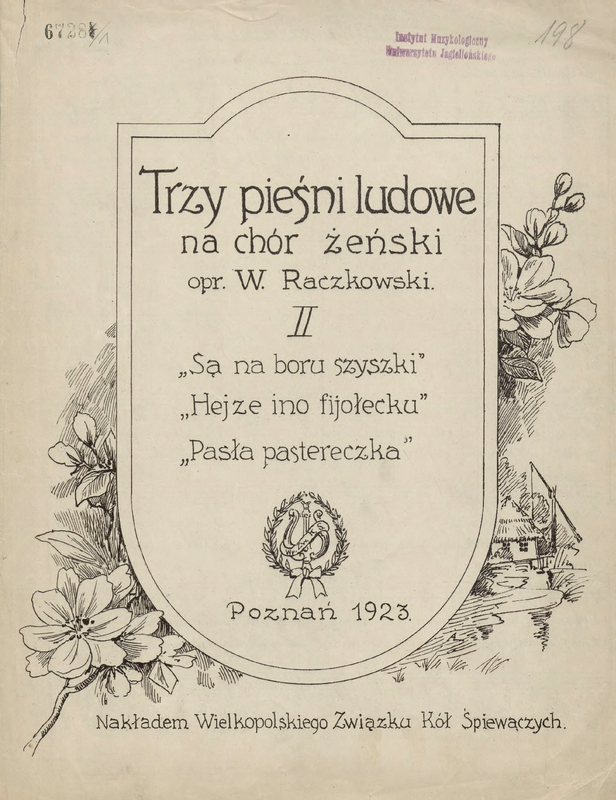 6728
198
Instytut Muzykologiczny
Uniwersytetu Jagiellońskiego
Trzy pieśni ludowe
na chór żeński
opr. W. Raczkowski.
II
„Są na boru szyszki"
„Hejze ino fijołecku"
„Pasła pastereczka"
Poznań 1923.
Nakładem Wielkopolskiego Związku Kół Śpiewaczych.